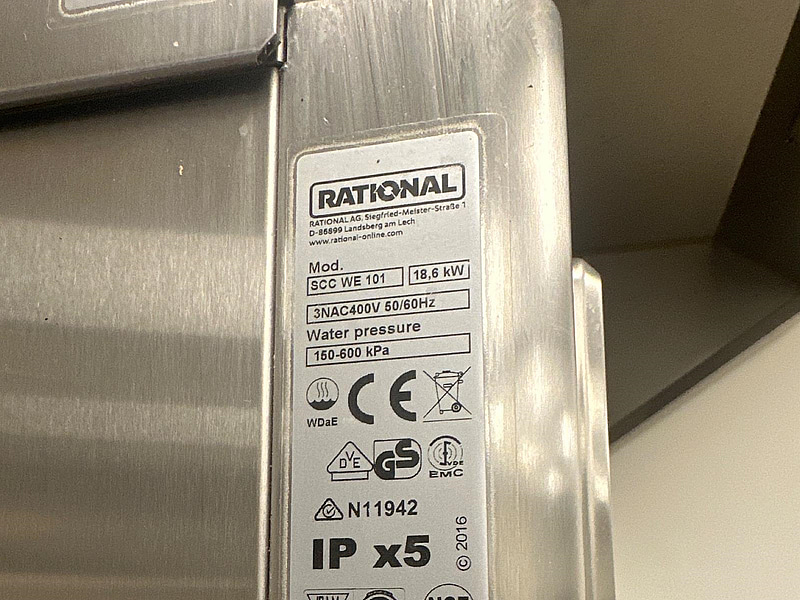 RATIONAL
RATIONAL AG, Siegfried-Meister-Straße 1
D-86899 Landsberg am Lech
www.rational-online.com
Mod.
SCC WE 101 18,6 kW
3NAC400V 50/60Hz
Water pressure
150-600 kPa
WDaE CE
DVE GS VDE
EMC
N11942
IP x5 © 2016